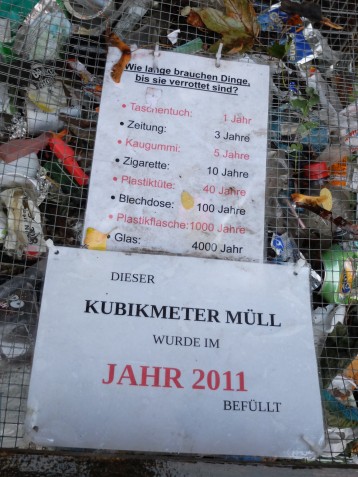 Wie lange brauchen Dinge,
bis sie verrottet sind?
• Taschentuch: 1 Jahr
• Zeitung: 3 Jahre
• Kaugummi: 5 Jahre
• Zigarette: 10 Jahre
• Plastiktüte: 40 Jahre
• Blechdose: 100 Jahre
• Plastikflasche: 1000 Jahre
• Glas: 4000 Jahr
DIESER
KUBIKMETER MÜLL
WURDE IM
JAHR 2011
BEFÜLLT